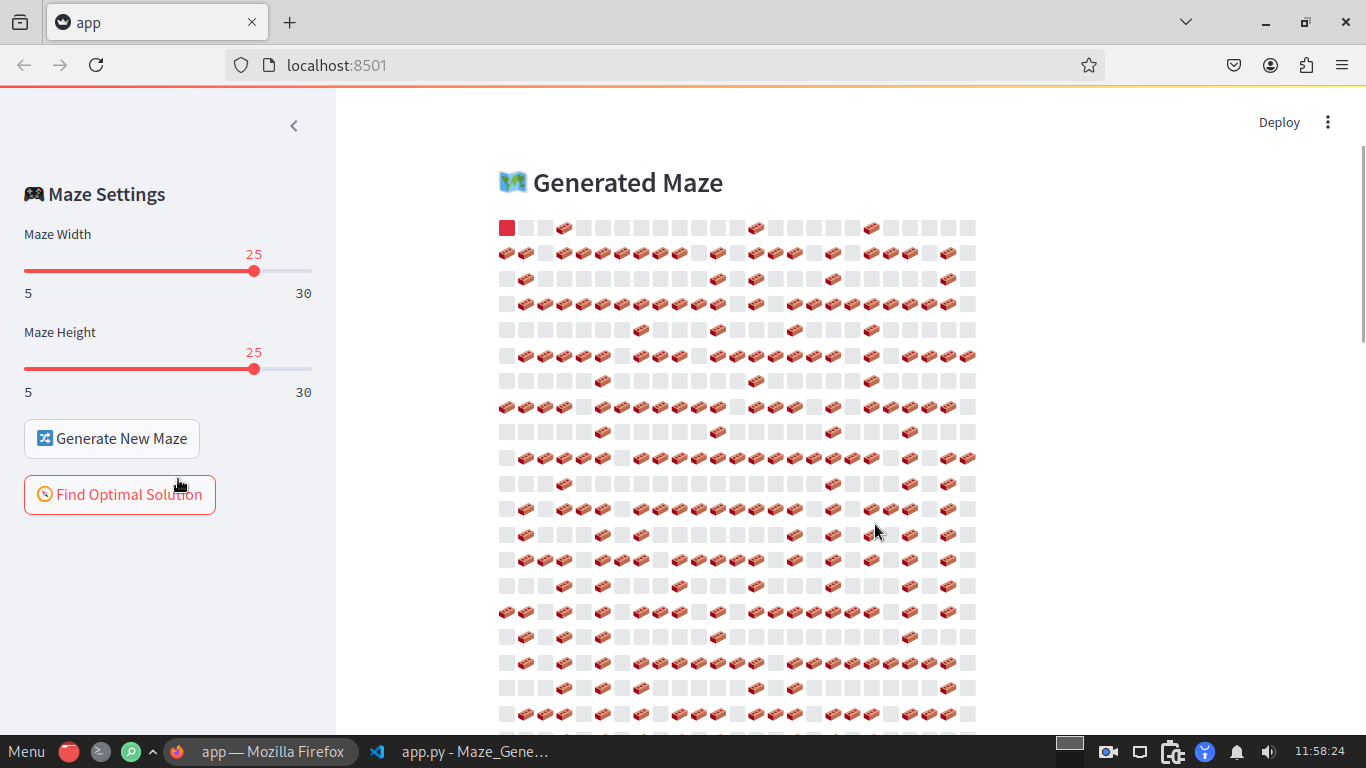 app
localhost:8501
Deploy
🎮 Maze Settings
Maze Width
25
5 30
Maze Height
25
5 30
🔀 Generate New Maze
🧭 Find Optimal Solution
🗺️ Generated Maze
Menu
app — Mozilla Firefox
app.py - Maze_Gene...
11:58:24